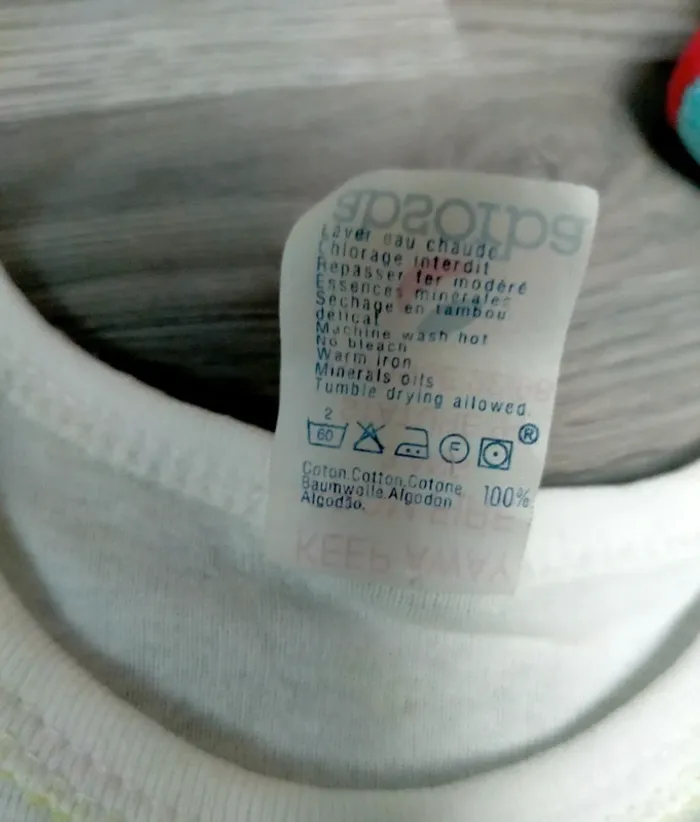 absorba
Laver eau chaude
Chlorage interdit
Repasser fer modéré
Essences minérales
Séchage en tambou
délicat
Machine wash hot
No bleach
Warm iron
Minerals oils
Tumble drying allowed.
2
60
F
®
Coton.Cotton.Cotone.
Baumwolle.Algodon 100%
Algodão.
KEEP AWAY